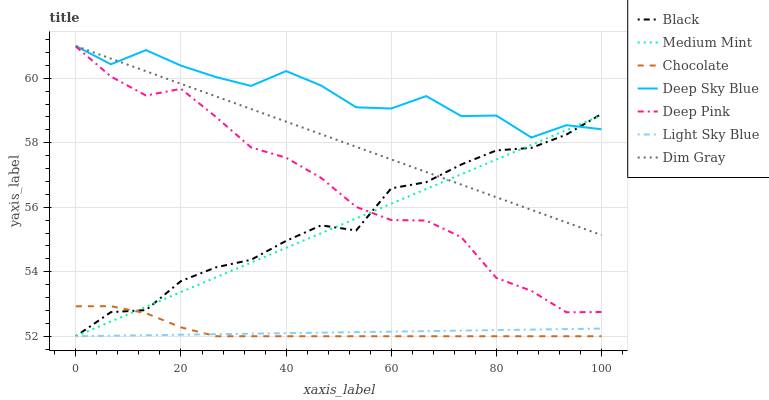 title
Black
Medium Mint
Chocolate
Deep Sky Blue
Deep Pink
Light Sky Blue
Dim Gray
yaxis_label
60
58
56
54
52
0 20 40 60 80 100
xaxis_label